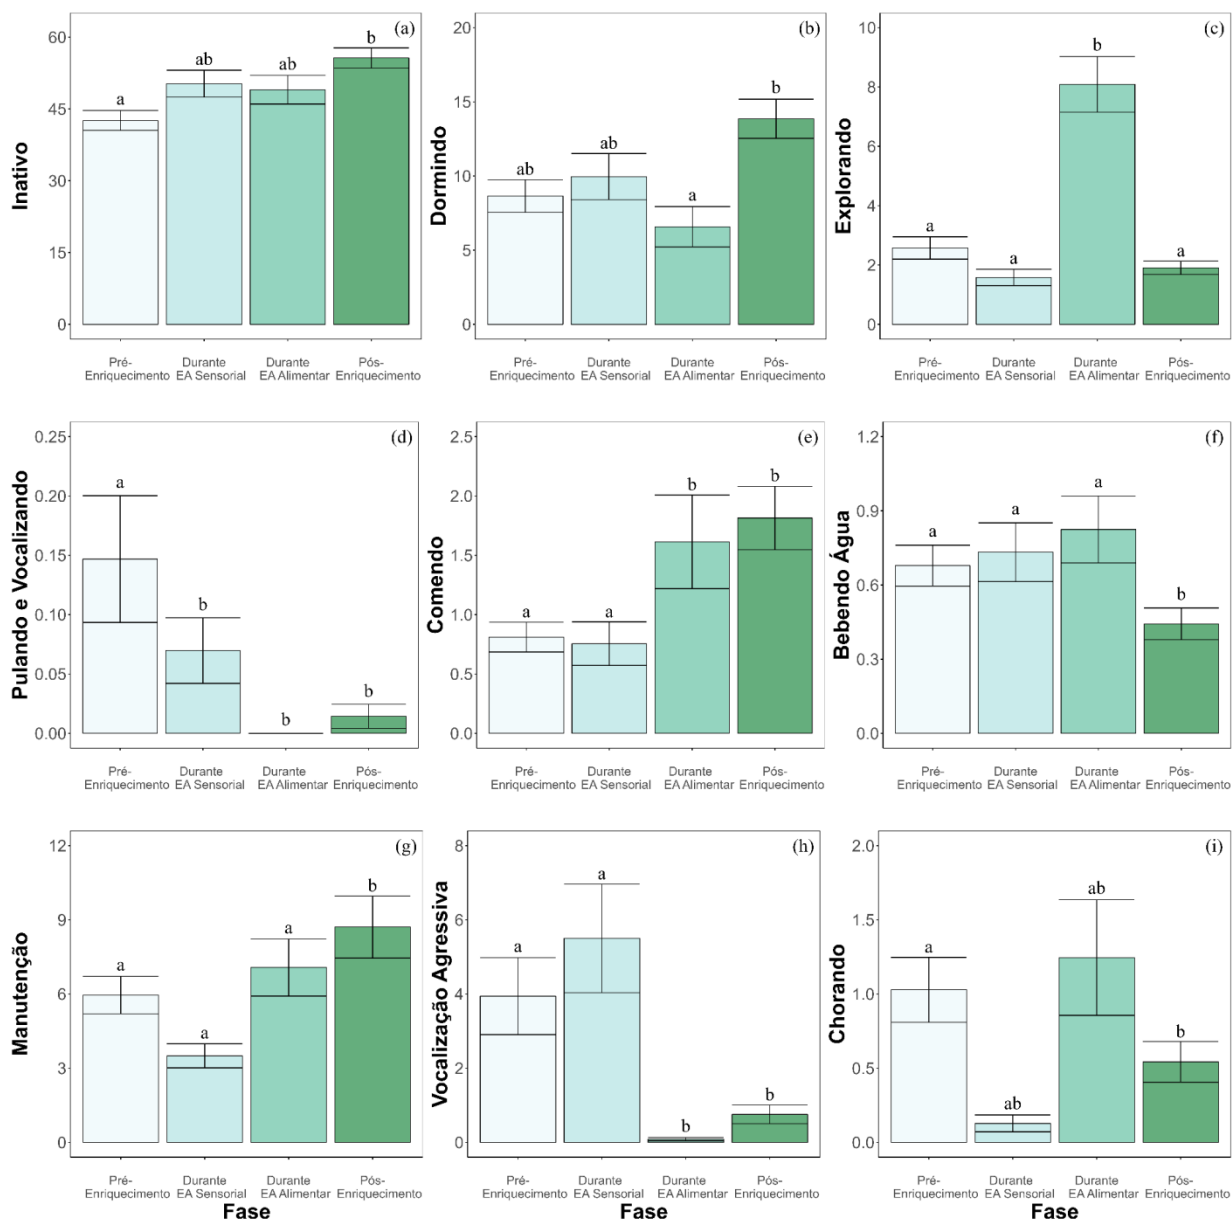 (a)
Inativo
60
45
30
15
0
a
ab
ab
b
Pré-
Enriquecimento
Durante
EA Sensorial
Durante
EA Alimentar
Pós-
Enriquecimento
(b)
Dormindo
20
15
10
5
0
ab
ab
a
b
Pré-
Enriquecimento
Durante
EA Sensorial
Durante
EA Alimentar
Pós-
Enriquecimento
(c)
Explorando
10
8
6
4
2
0
a
a
b
a
Pré-
Enriquecimento
Durante
EA Sensorial
Durante
EA Alimentar
Pós-
Enriquecimento
(d)
Pulando e Vocalizando
0.25
0.20
0.15
0.10
0.05
0.00
a
b
b
b
Pré-
Enriquecimento
Durante
EA Sensorial
Durante
EA Alimentar
Pós-
Enriquecimento
(e)
Comendo
2.5
2.0
1.5
1.0
0.5
0.0
a
a
b
b
Pré-
Enriquecimento
Durante
EA Sensorial
Durante
EA Alimentar
Pós-
Enriquecimento
(f)
Bebendo Água
1.2
0.9
0.6
0.3
0.0
a
a
a
b
Pré-
Enriquecimento
Durante
EA Sensorial
Durante
EA Alimentar
Pós-
Enriquecimento
(g)
Manutenção
12
9
6
3
0
a
a
a
b
Pré-
Enriquecimento
Durante
EA Sensorial
Durante
EA Alimentar
Pós-
Enriquecimento
Fase
(h)
Vocalização Agressiva
8
6
4
2
0
a
a
b
b
Pré-
Enriquecimento
Durante
EA Sensorial
Durante
EA Alimentar
Pós-
Enriquecimento
Fase
(i)
Chorando
2.0
1.5
1.0
0.5
0.0
a
ab
ab
b
Pré-
Enriquecimento
Durante
EA Sensorial
Durante
EA Alimentar
Pós-
Enriquecimento
Fase